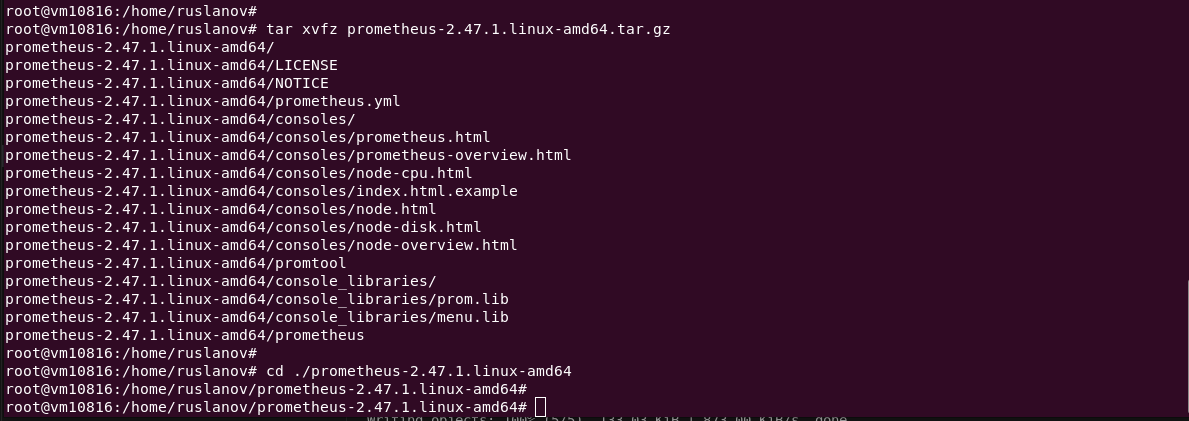 root@vm10816:/home/ruslanov#
root@vm10816:/home/ruslanov# tar xvfz prometheus-2.47.1.linux-amd64.tar.gz
prometheus-2.47.1.linux-amd64/
prometheus-2.47.1.linux-amd64/LICENSE
prometheus-2.47.1.linux-amd64/NOTICE
prometheus-2.47.1.linux-amd64/prometheus.yml
prometheus-2.47.1.linux-amd64/consoles/
prometheus-2.47.1.linux-amd64/consoles/prometheus.html
prometheus-2.47.1.linux-amd64/consoles/prometheus-overview.html
prometheus-2.47.1.linux-amd64/consoles/node-cpu.html
prometheus-2.47.1.linux-amd64/consoles/index.html.example
prometheus-2.47.1.linux-amd64/consoles/node.html
prometheus-2.47.1.linux-amd64/consoles/node-disk.html
prometheus-2.47.1.linux-amd64/consoles/node-overview.html
prometheus-2.47.1.linux-amd64/promtool
prometheus-2.47.1.linux-amd64/console_libraries/
prometheus-2.47.1.linux-amd64/console_libraries/prom.lib
prometheus-2.47.1.linux-amd64/console_libraries/menu.lib
prometheus-2.47.1.linux-amd64/prometheus
root@vm10816:/home/ruslanov#
root@vm10816:/home/ruslanov# cd ./prometheus-2.47.1.linux-amd64
root@vm10816:/home/ruslanov/prometheus-2.47.1.linux-amd64#
root@vm10816:/home/ruslanov/prometheus-2.47.1.linux-amd64#
Writing objects: done